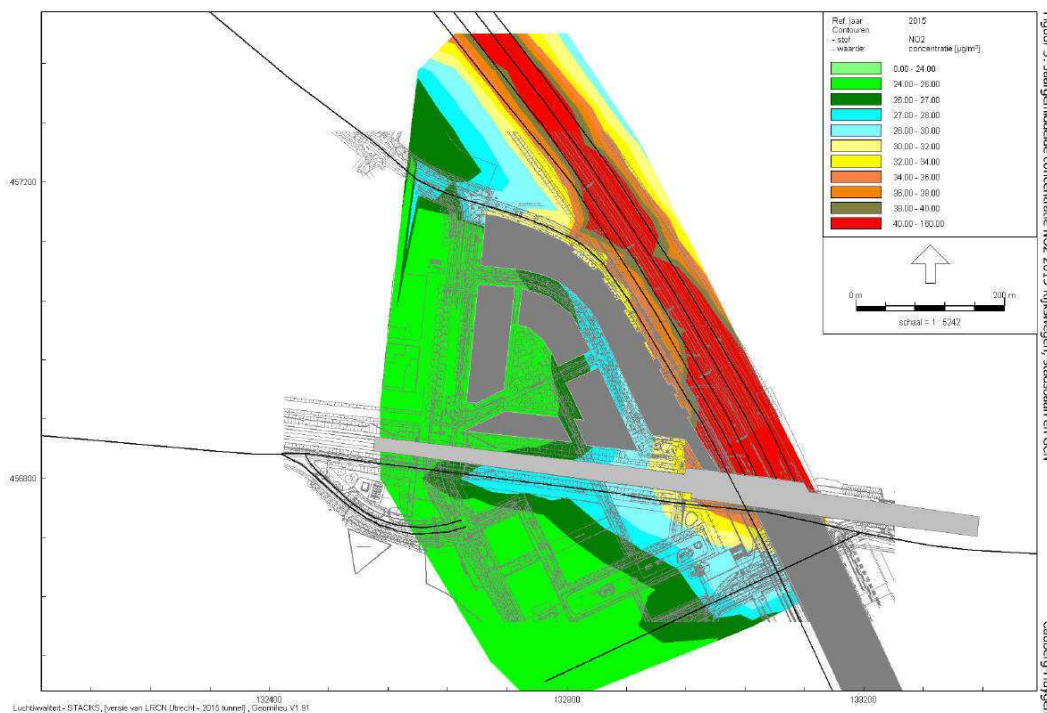 Ref. jaar 2015
Contouren
- stof NO2
- waarde: concentratie [µg/m³]
0.00 - 24.00
24.00 - 26.00
26.00 - 27.00
27.00 - 28.00
28.00 - 30.00
30.00 - 32.00
32.00 - 34.00
34.00 - 36.00
36.00 - 38.00
38.00 - 40.00
40.00 - 160.00
0 m 200 m
schaal = 1 : 5242
457200
456800
132400 132800 133200
Luchtkwaliteit - STACKS, [versie van LRCN Utrecht - 2015 tunnel] , Geomilieu V1.91